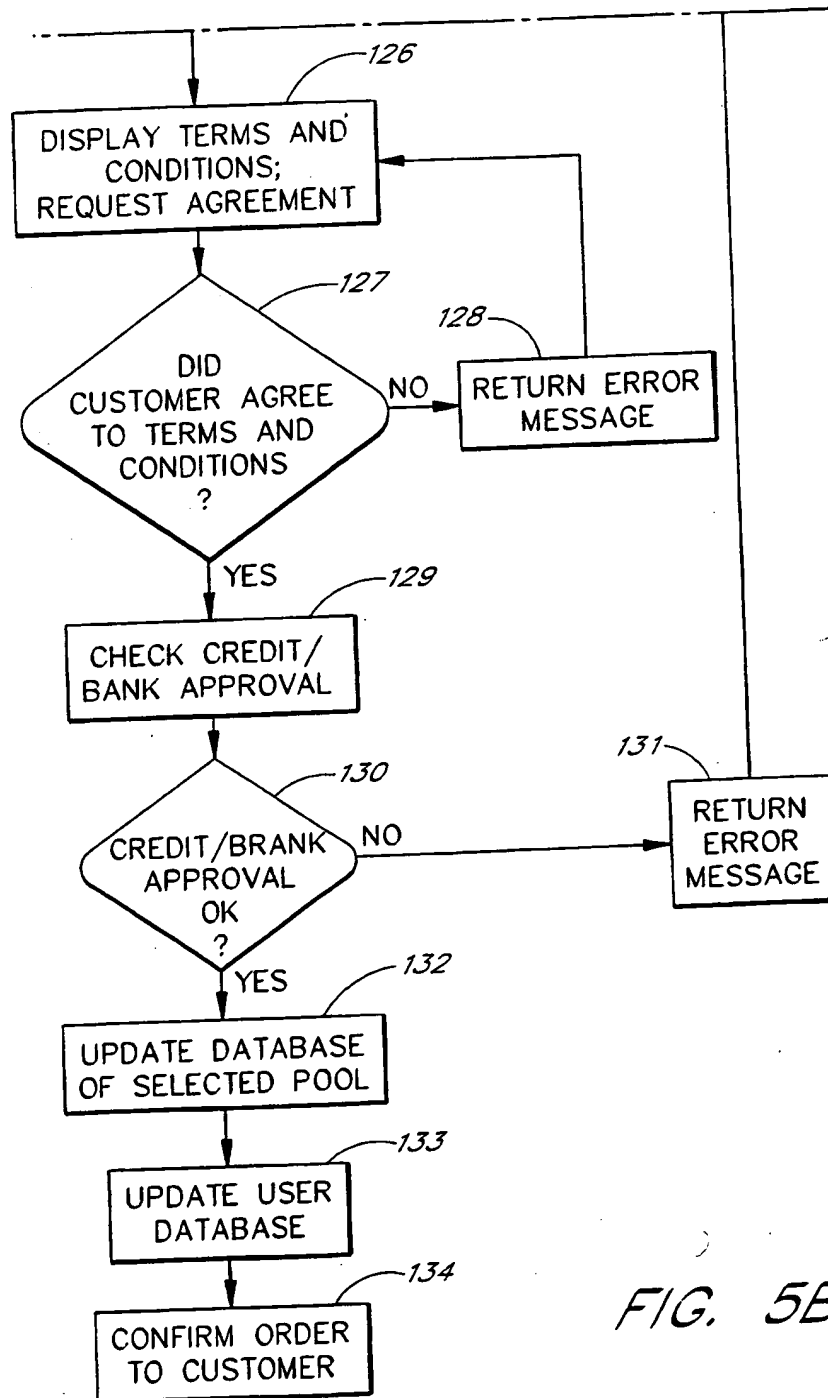 126
DISPLAY TERMS AND
CONDITIONS;
REQUEST AGREEMENT
127
DID
CUSTOMER AGREE
TO TERMS AND
CONDITIONS
?
NO
128
RETURN ERROR
MESSAGE
YES
129
CHECK CREDIT/
BANK APPROVAL
130
CREDIT/BRANK
APPROVAL
OK
?
NO
131
RETURN
ERROR
MESSAGE
YES
132
UPDATE DATABASE
OF SELECTED POOL
133
UPDATE USER
DATABASE
134
CONFIRM ORDER
TO CUSTOMER
FIG. 5B